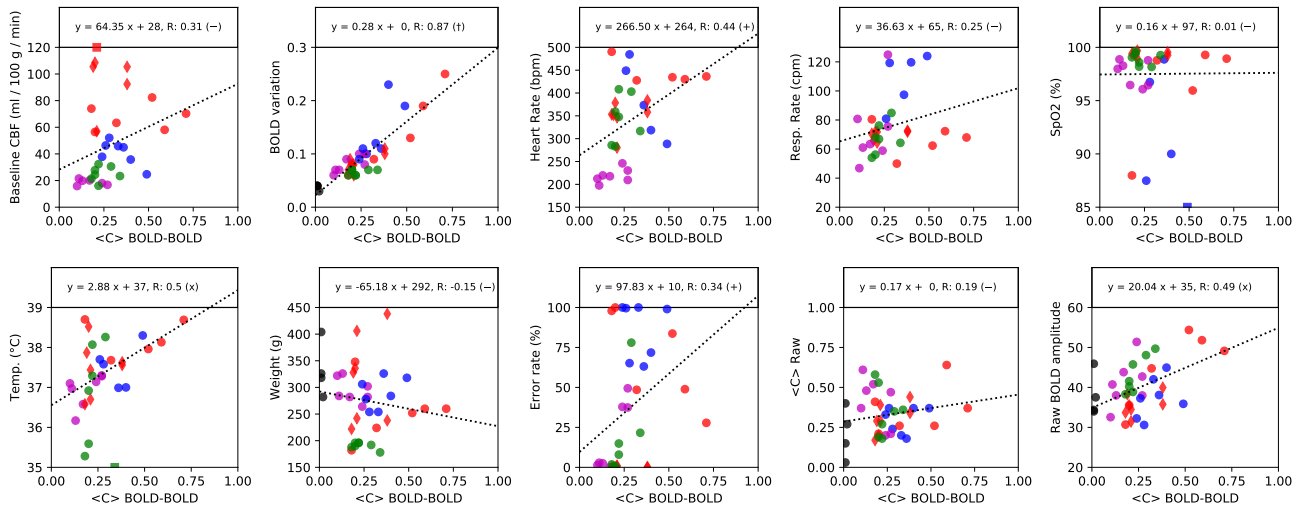 y = 64.35 x + 28, R: 0.31 (−)
120
100
80
60
40
20
0
Baseline CBF (ml / 100 g / min)
0.00 0.25 0.50 0.75 1.00
<C> BOLD-BOLD
y = 0.28 x + 0, R: 0.87 (†)
0.3
0.2
0.1
0.0
BOLD variation
0.00 0.25 0.50 0.75 1.00
<C> BOLD-BOLD
y = 266.50 x + 264, R: 0.44 (+)
500
450
400
350
300
250
200
150
Heart Rate (bpm)
0.00 0.25 0.50 0.75 1.00
<C> BOLD-BOLD
y = 36.63 x + 65, R: 0.25 (−)
120
100
80
60
40
20
Resp. Rate (cpm)
0.00 0.25 0.50 0.75 1.00
<C> BOLD-BOLD
y = 0.16 x + 97, R: 0.01 (−)
100
95
90
85
SpO2 (%)
0.00 0.25 0.50 0.75 1.00
<C> BOLD-BOLD
y = 2.88 x + 37, R: 0.5 (x)
39
38
37
36
35
Temp. (°C)
0.00 0.25 0.50 0.75 1.00
<C> BOLD-BOLD
y = -65.18 x + 292, R: -0.15 (−)
450
400
350
300
250
200
150
Weight (g)
0.00 0.25 0.50 0.75 1.00
<C> BOLD-BOLD
y = 97.83 x + 10, R: 0.34 (+)
100
75
50
25
0
Error rate (%)
0.00 0.25 0.50 0.75 1.00
<C> BOLD-BOLD
y = 0.17 x + 0, R: 0.19 (−)
1.00
0.75
0.50
0.25
0.00
<C> Raw
0.00 0.25 0.50 0.75 1.00
<C> BOLD-BOLD
y = 20.04 x + 35, R: 0.49 (x)
60
50
40
30
20
Raw BOLD amplitude
0.00 0.25 0.50 0.75 1.00
<C> BOLD-BOLD